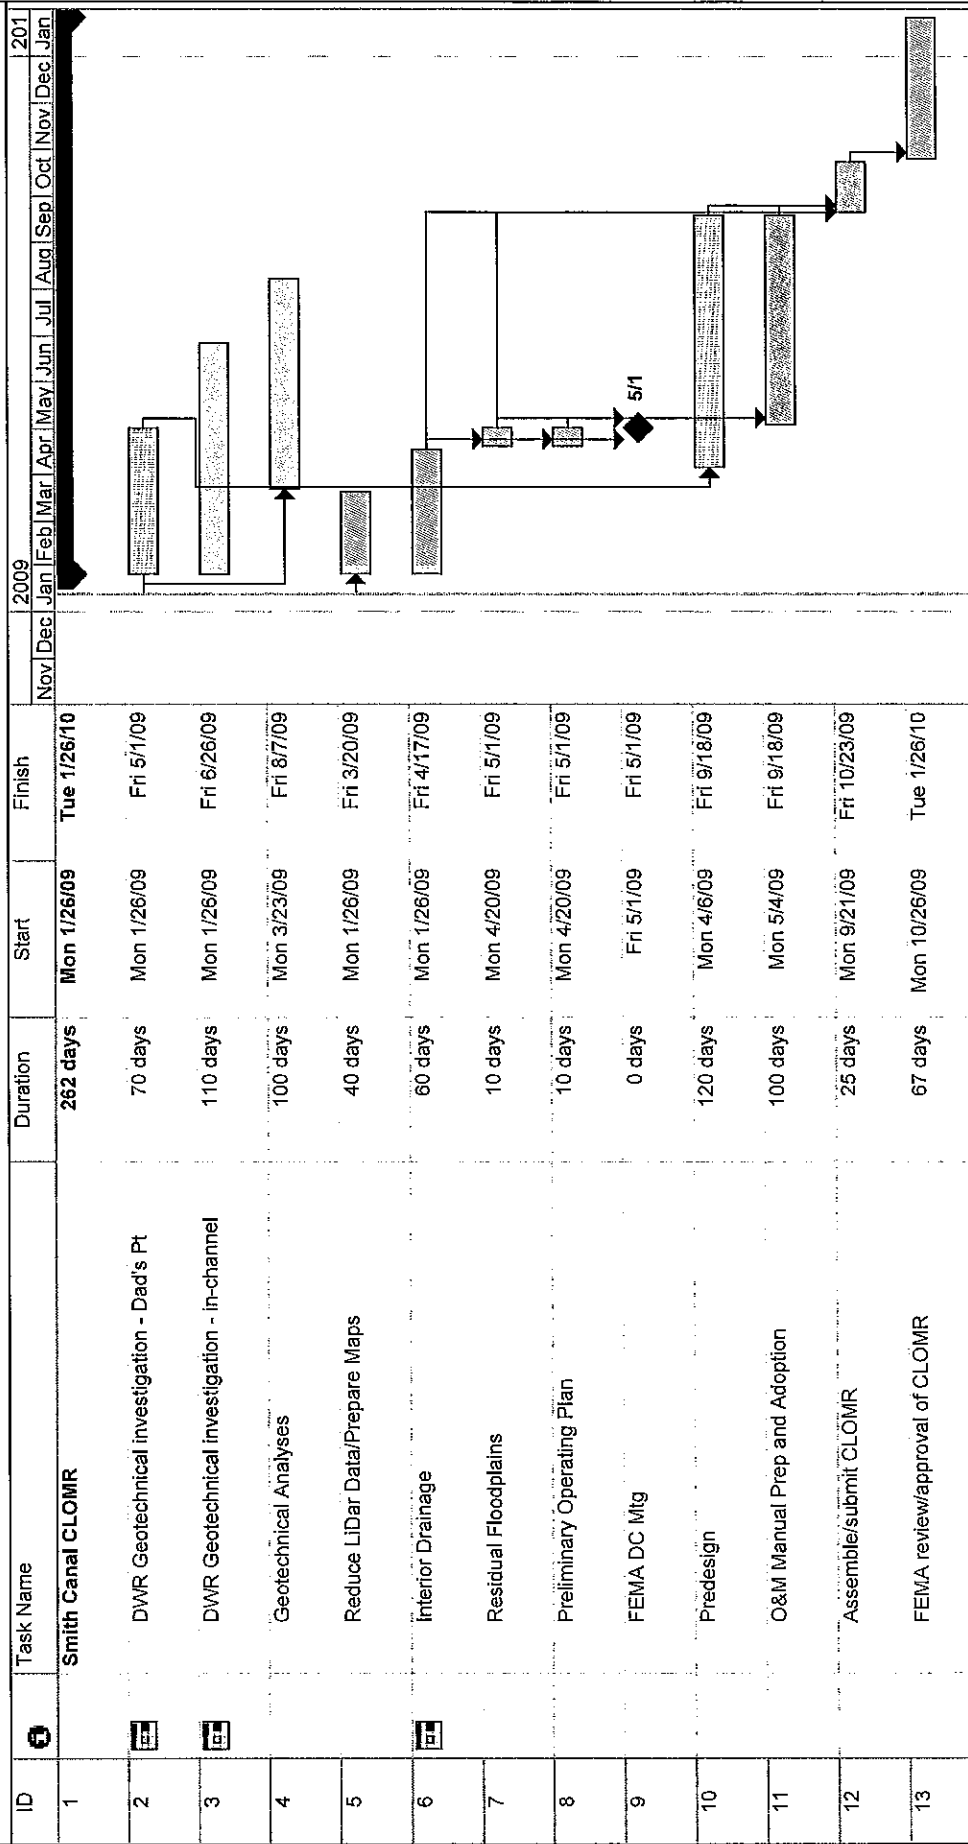 ID Task Name Duration Start Finish
2009 201
Nov Dec Jan Feb Mar Apr May Jun Jul Aug Sep Oct Nov Dec Jan
1 Smith Canal CLOMR 262 days Mon 1/26/09 Tue 1/26/10
2 DWR Geotechnical investigation - Dad's Pt 70 days Mon 1/26/09 Fri 5/1/09
3 DWR Geotechnical investigation - in-channel 110 days Mon 1/26/09 Fri 6/26/09
4 Geotechnical Analyses 100 days Mon 3/23/09 Fri 8/7/09
5 Reduce LiDar Data/Prepare Maps 40 days Mon 1/26/09 Fri 3/20/09
6 Interior Drainage 60 days Mon 1/26/09 Fri 4/17/09
7 Residual Floodplains 10 days Mon 4/20/09 Fri 5/1/09
8 Preliminary Operating Plan 10 days Mon 4/20/09 Fri 5/1/09
9 FEMA DC Mtg 0 days Fri 5/1/09 Fri 5/1/09 5/1
10 Predesign 120 days Mon 4/6/09 Fri 9/18/09
11 O&M Manual Prep and Adoption 100 days Mon 5/4/09 Fri 9/18/09
12 Assemble/submit CLOMR 25 days Mon 9/21/09 Fri 10/23/09
13 FEMA review/approval of CLOMR 67 days Mon 10/26/09 Tue 1/26/10